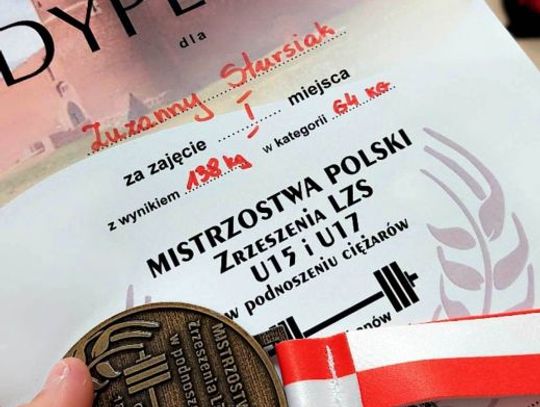 DYPL
dla
Zuzanny Stursiak
za zajęcie I miejsca
z wynikiem 138 kg w kategorii 64 KG
MISTRZOSTWA POLSKI
ZRZESZENIA LZS
U15 i U17
w podnoszeniu ciężarów
MISTRZOSTWA
Zrzeszenia LZS
w podnosz